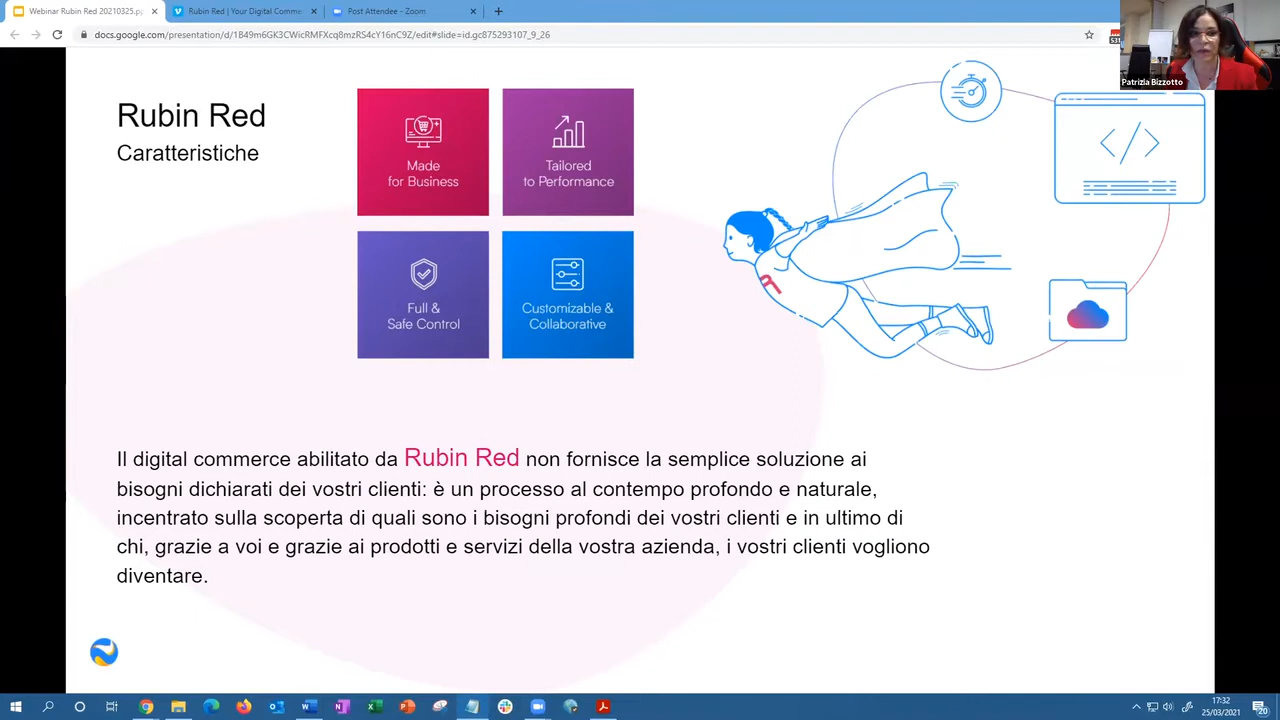 Webinar Rubin Red 20210325.pp
Rubin Red | Your Digital Comme
Post Attendee - Zoom
docs.google.com/presentation/d/1B49m6GK3CWicRMFXcq8mzRS4cY16nC9Z/edit#slide=id.gc875293107_9_26
531
Patrizia Bizzotto
Rubin Red
Caratteristiche
Made
for Business
Tailored
to Performance
Full &
Safe Control
Customizable &
Collaborative
</>
Il digital commerce abilitato da Rubin Red non fornisce la semplice soluzione ai
bisogni dichiarati dei vostri clienti: è un processo al contempo profondo e naturale,
incentrato sulla scoperta di quali sono i bisogni profondi dei vostri clienti e in ultimo di
chi, grazie a voi e grazie ai prodotti e servizi della vostra azienda, i vostri clienti vogliono
diventare.
17:32
25/03/2021
20